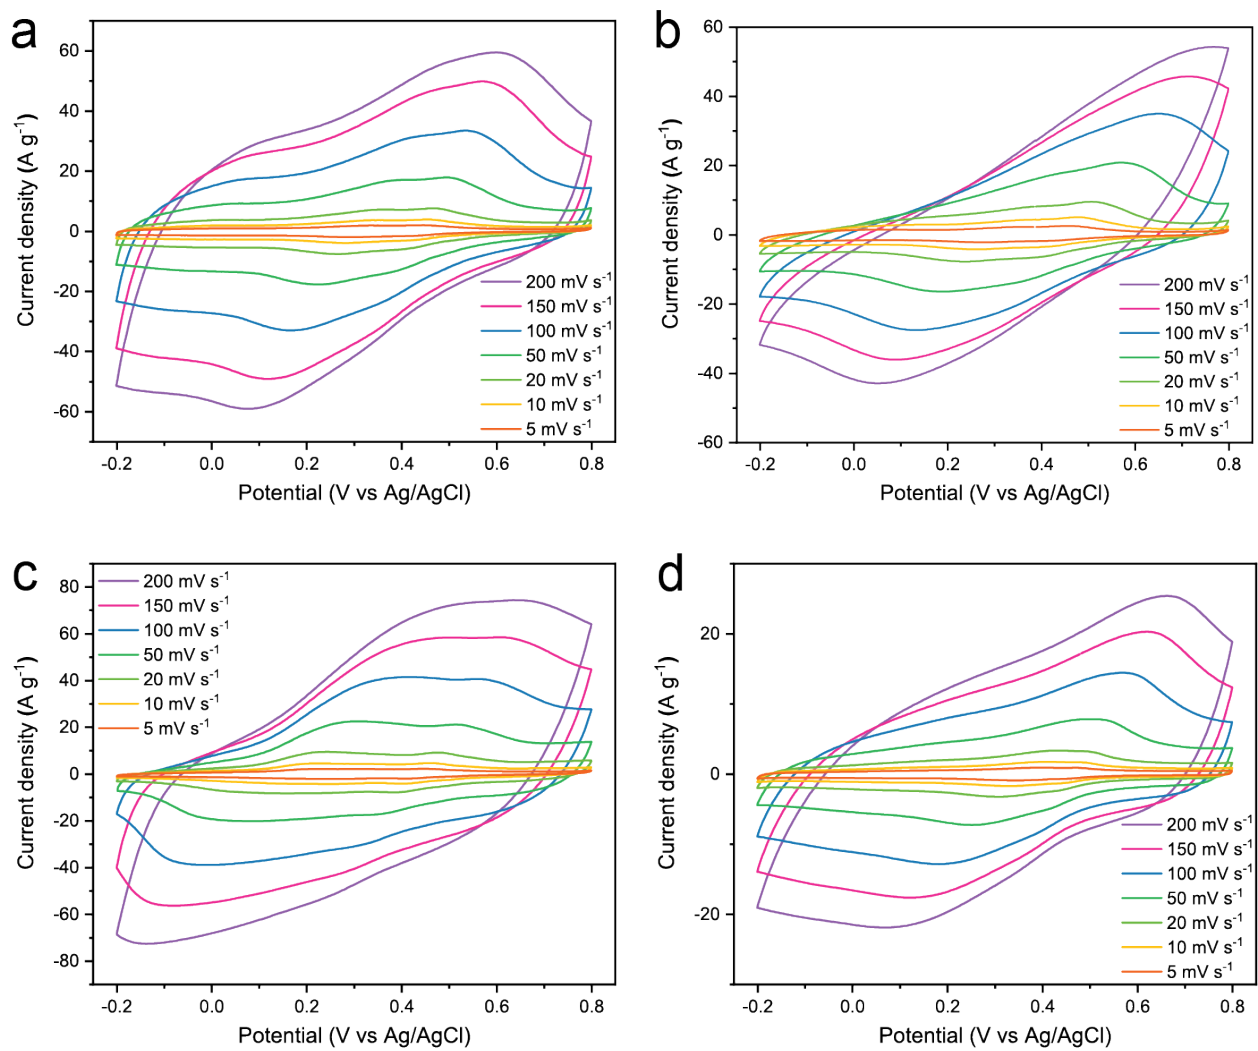 a
60
40
20
0
-20
-40
-60
Current density (A g⁻¹)
200 mV s⁻¹
150 mV s⁻¹
100 mV s⁻¹
50 mV s⁻¹
20 mV s⁻¹
10 mV s⁻¹
5 mV s⁻¹
-0.2 0.0 0.2 0.4 0.6 0.8
Potential (V vs Ag/AgCl)
b
60
40
20
0
-20
-40
-60
Current density (A g⁻¹)
200 mV s⁻¹
150 mV s⁻¹
100 mV s⁻¹
50 mV s⁻¹
20 mV s⁻¹
10 mV s⁻¹
5 mV s⁻¹
-0.2 0.0 0.2 0.4 0.6 0.8
Potential (V vs Ag/AgCl)
c
80
60
40
20
0
-20
-40
-60
-80
Current density (A g⁻¹)
200 mV s⁻¹
150 mV s⁻¹
100 mV s⁻¹
50 mV s⁻¹
20 mV s⁻¹
10 mV s⁻¹
5 mV s⁻¹
-0.2 0.0 0.2 0.4 0.6 0.8
Potential (V vs Ag/AgCl)
d
20
0
-20
Current density (A g⁻¹)
200 mV s⁻¹
150 mV s⁻¹
100 mV s⁻¹
50 mV s⁻¹
20 mV s⁻¹
10 mV s⁻¹
5 mV s⁻¹
-0.2 0.0 0.2 0.4 0.6 0.8
Potential (V vs Ag/AgCl)